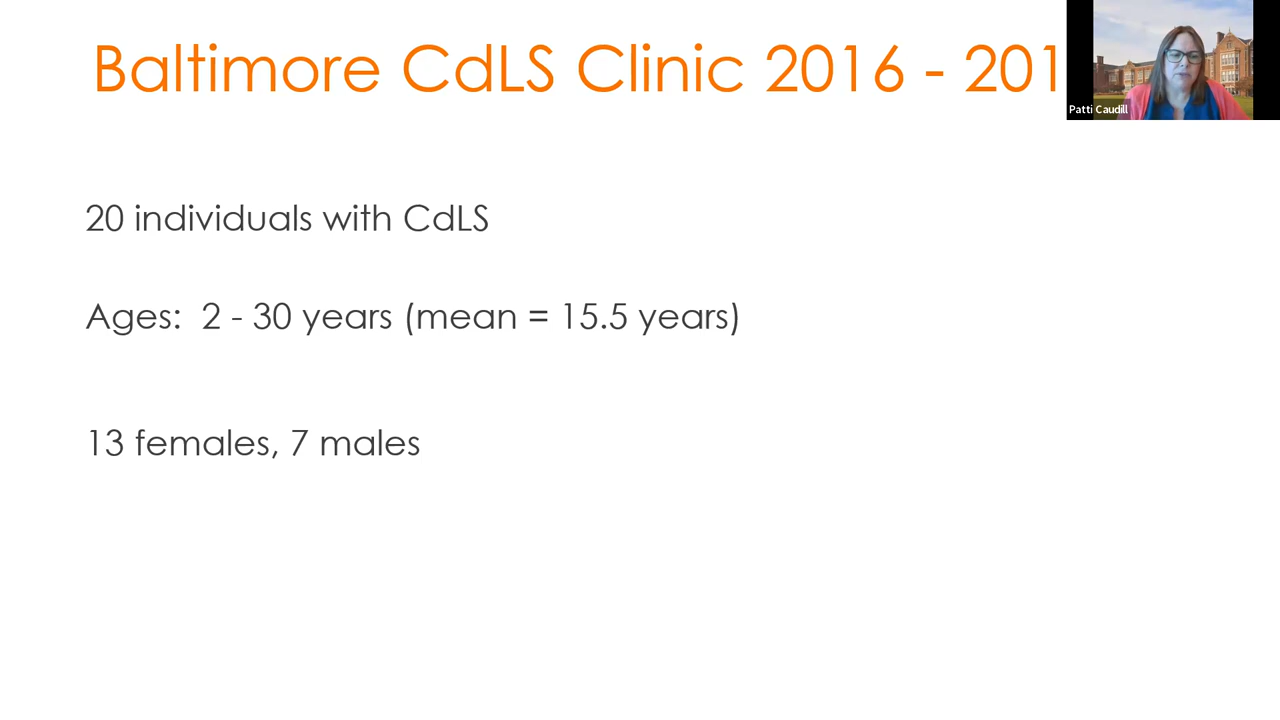 Baltimore CdLS Clinic 2016 -
Patti Caudill
20 individuals with CdLS
Ages: 2 - 30 years (mean = 15.5 years)
13 females, 7 males